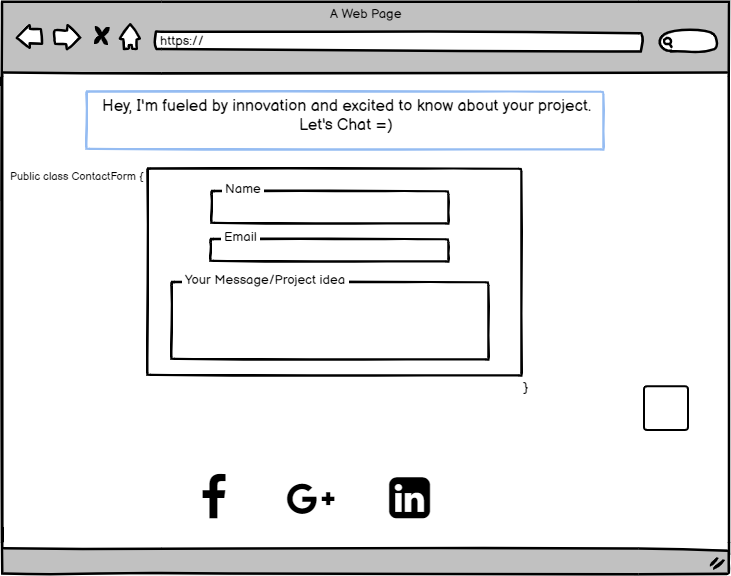 A Web Page
https://
Hey, I'm fueled by innovation and excited to know about your project.
Let's Chat =)
Public class ContactForm {
Name
Email
Your Message/Project idea
}
f
G+
in